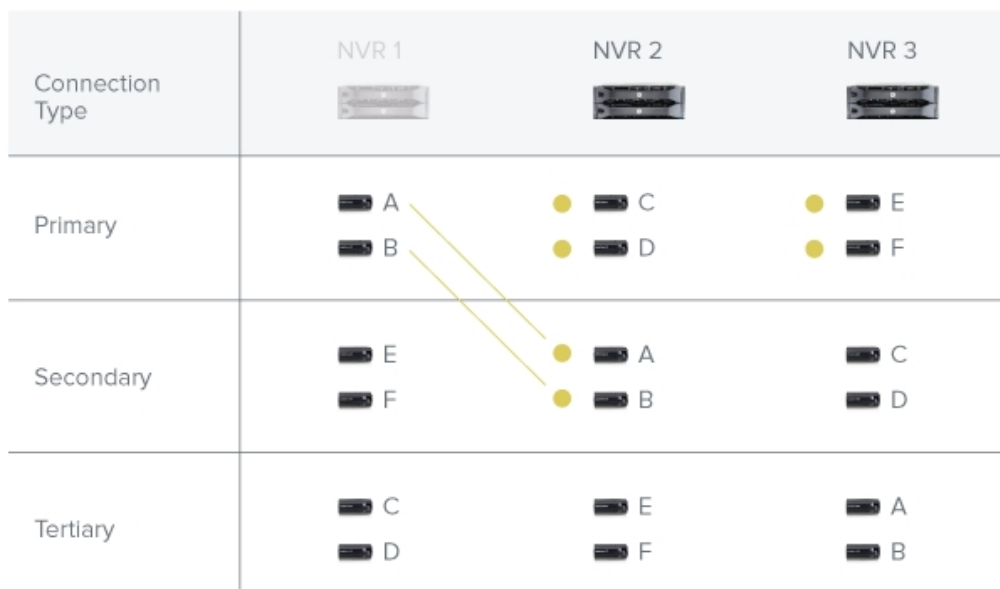 Connection
Type
NVR 1
NVR 2
NVR 3
Primary
A
C
E
B
D
F
Secondary
E
A
C
F
B
D
Tertiary
C
E
A
D
F
B